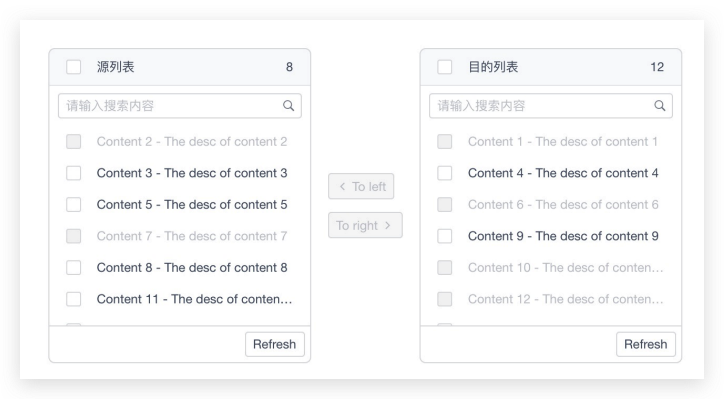 源列表 8
请输入搜索内容
Content 2 - The desc of content 2
Content 3 - The desc of content 3
Content 5 - The desc of content 5
Content 7 - The desc of content 7
Content 8 - The desc of content 8
Content 11 - The desc of conten...
Refresh
< To left
To right >
目的列表 12
请输入搜索内容
Content 1 - The desc of content 1
Content 4 - The desc of content 4
Content 6 - The desc of content 6
Content 9 - The desc of content 9
Content 10 - The desc of conten...
Content 12 - The desc of conten...
Refresh